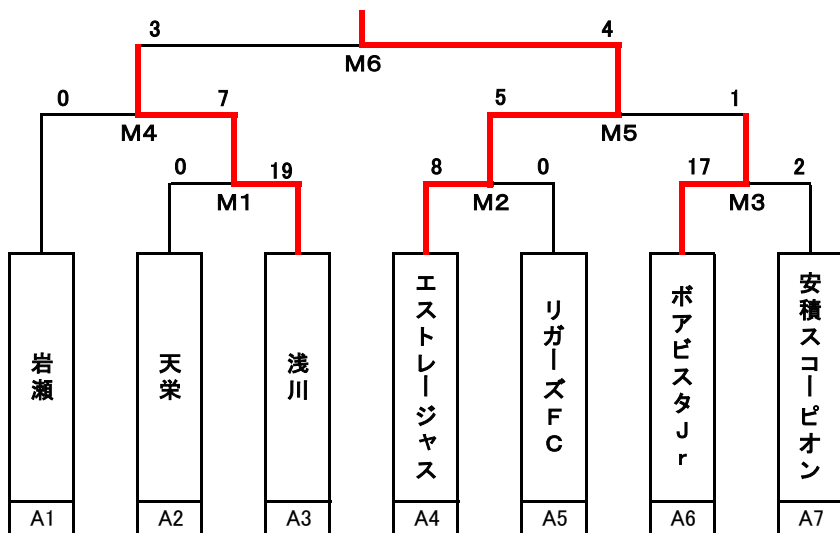 3 4
M6
0 7 5 1
M4 M5
0 19 8 0 17 2
M1 M2 M3
岩瀬
天栄
浅川
エストレージャス
リガーズFC
ボアビスタJr
安積スコーピオン
A1 A2 A3 A4 A5 A6 A7